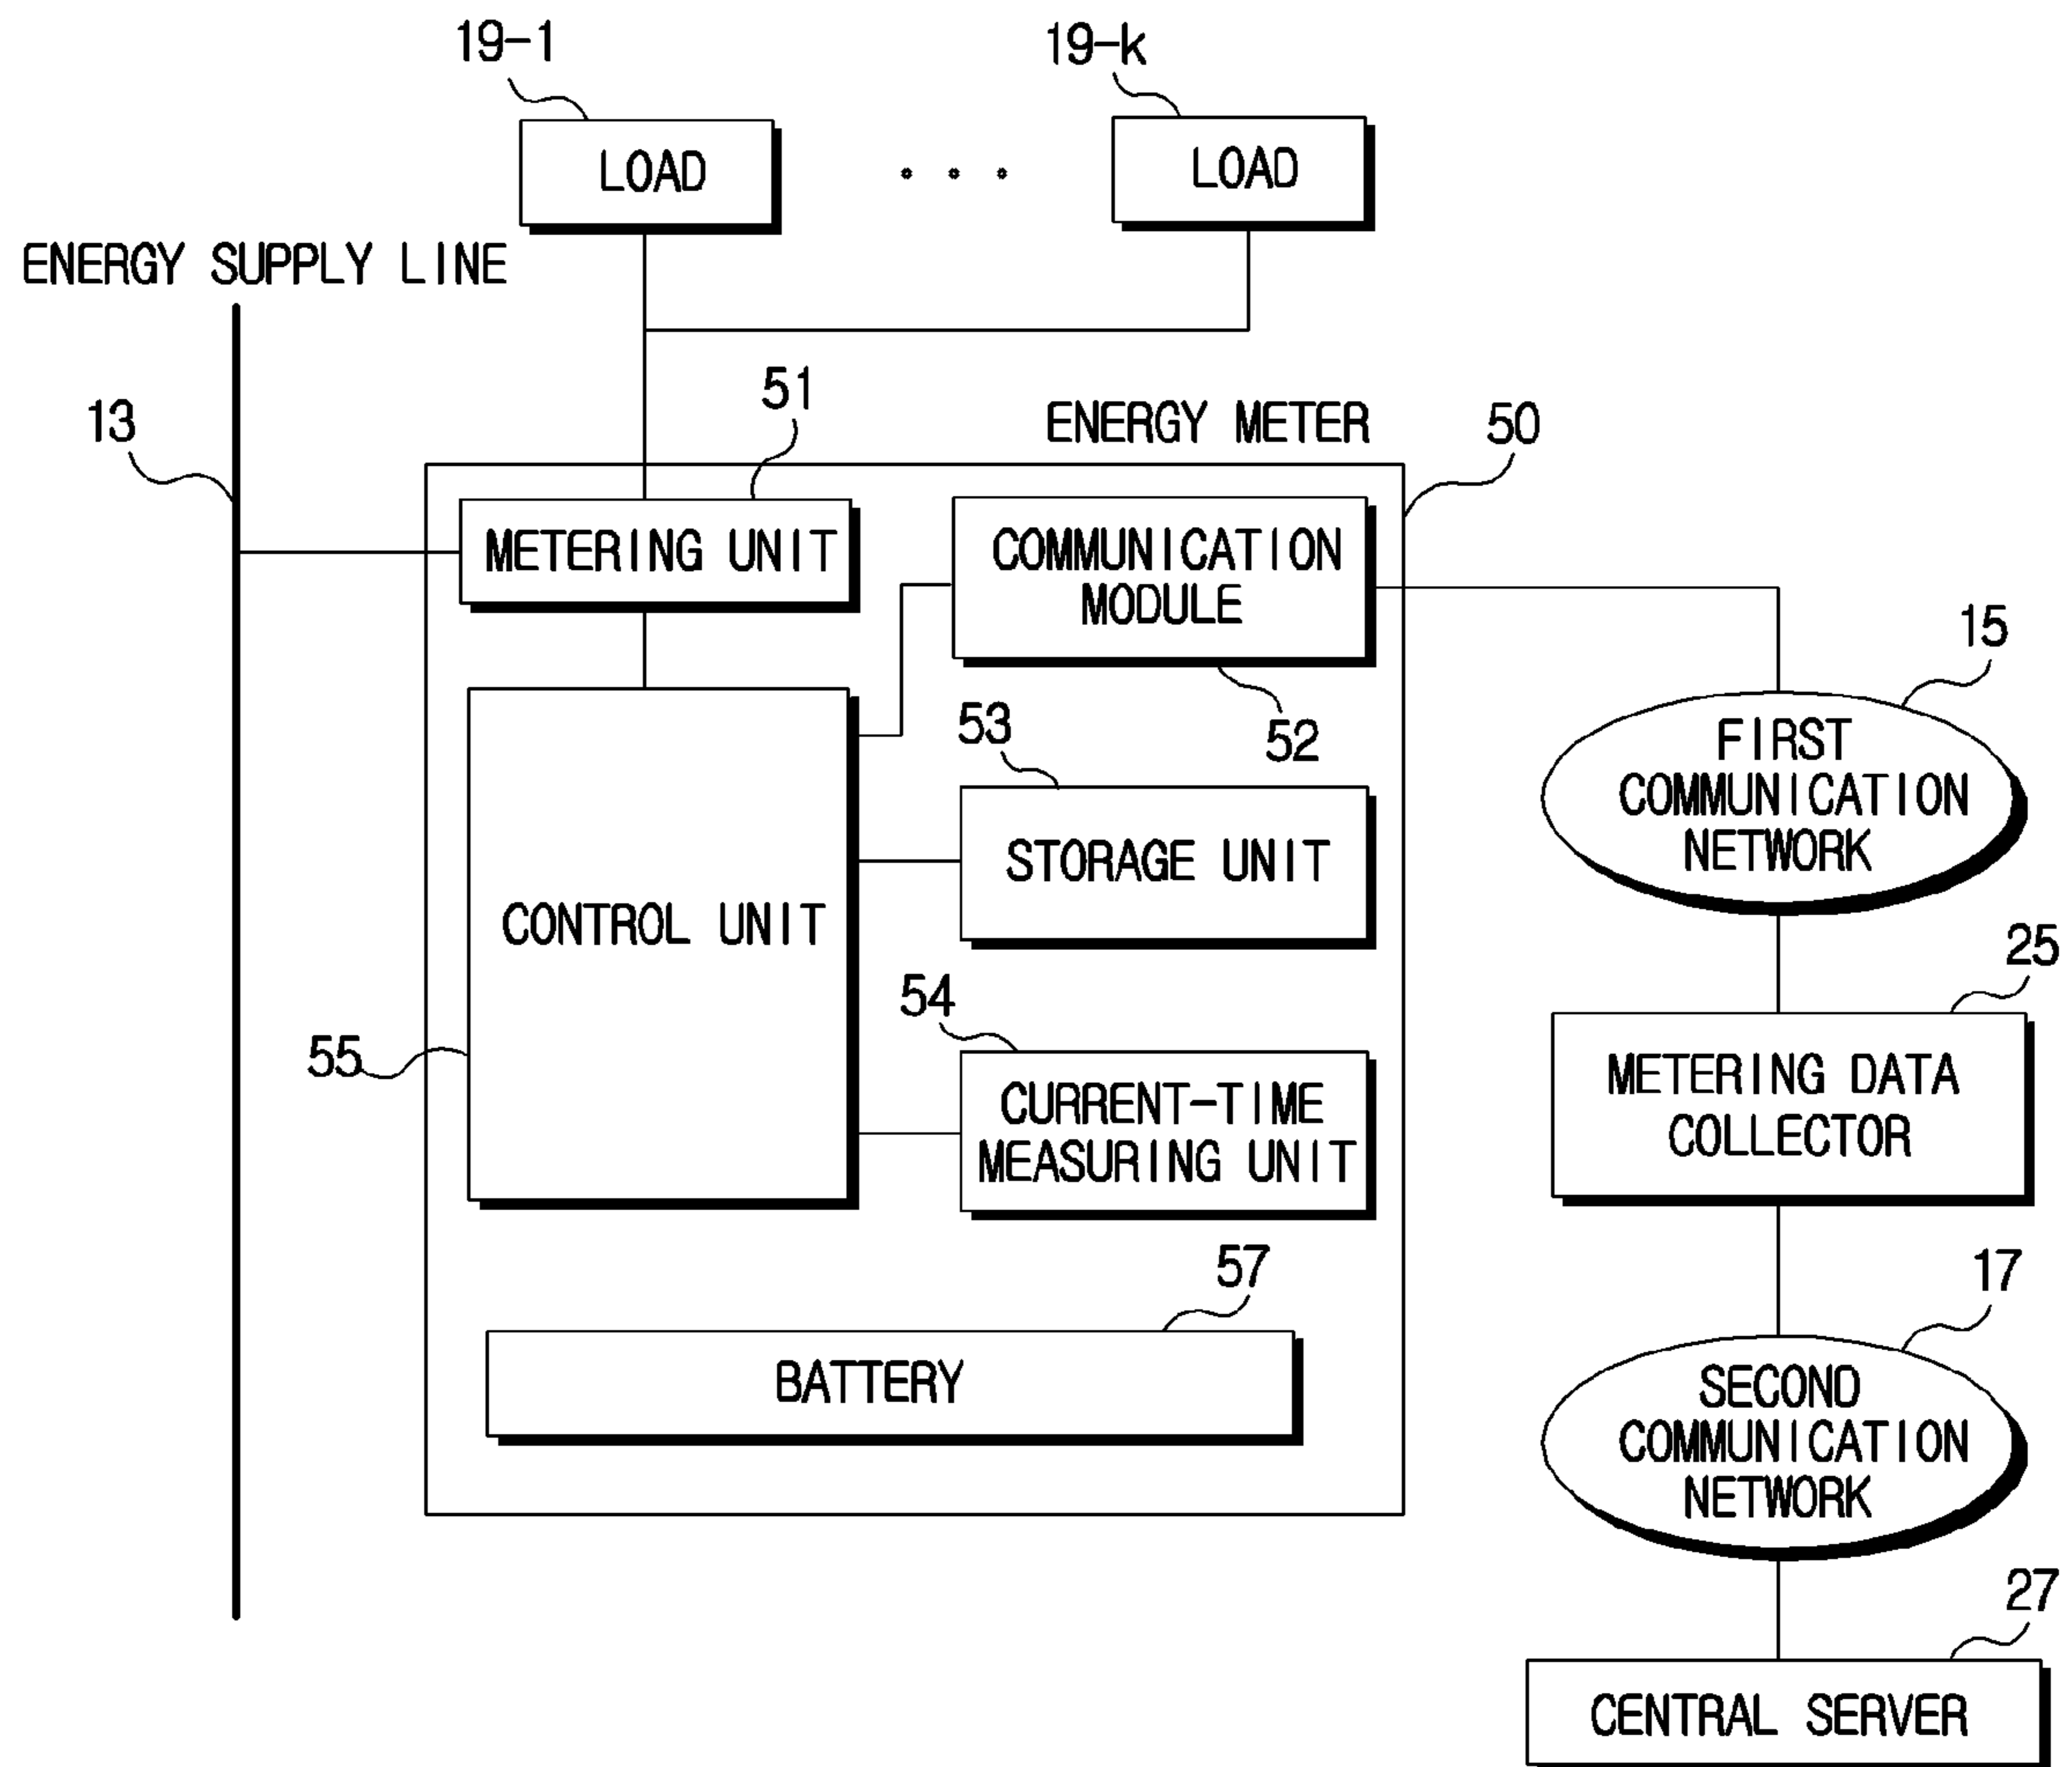 19-1
19-k
LOAD
. . .
LOAD
ENERGY SUPPLY LINE
13
51
ENERGY METER
50
METERING UNIT
COMMUNICATION
MODULE
52
15
FIRST
COMMUNICATION
NETWORK
53
STORAGE UNIT
CONTROL UNIT
55
54
CURRENT-TIME
MEASURING UNIT
25
METERING DATA
COLLECTOR
57
BATTERY
17
SECOND
COMMUNICATION
NETWORK
27
CENTRAL SERVER